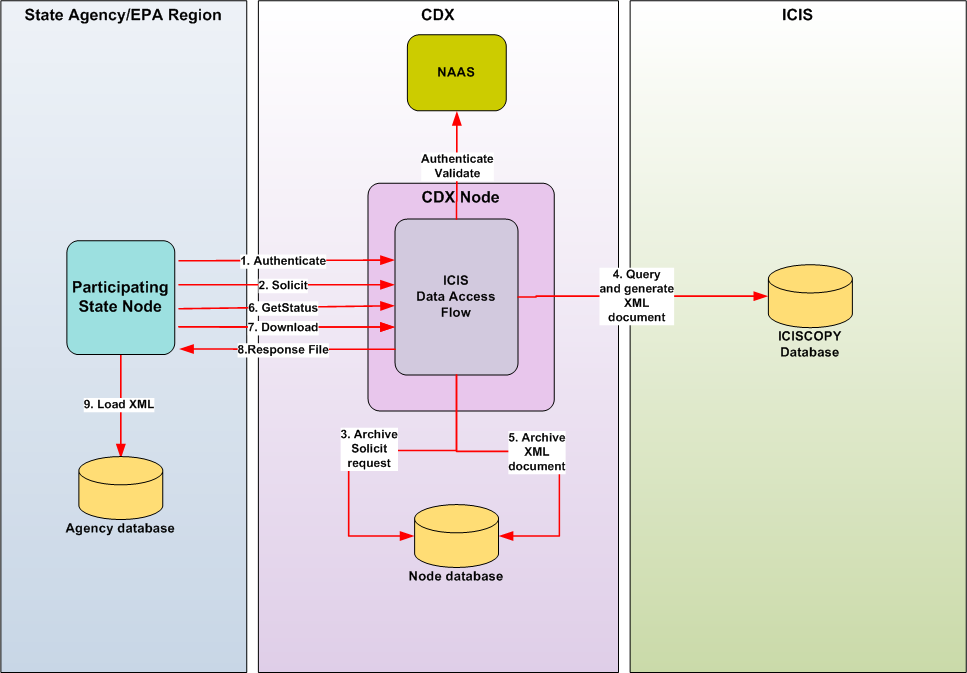 State Agency/EPA Region
CDX
ICIS
NAAS
Authenticate
Validate
CDX Node
1. Authenticate
2. Solicit
6. GetStatus
7. Download
8.Response File
Participating
State Node
ICIS
Data Access
Flow
4. Query
and generate
XML
document
ICISCOPY
Database
9. Load XML
3. Archive
Solicit
request
5. Archive
XML
document
Agency database
Node database